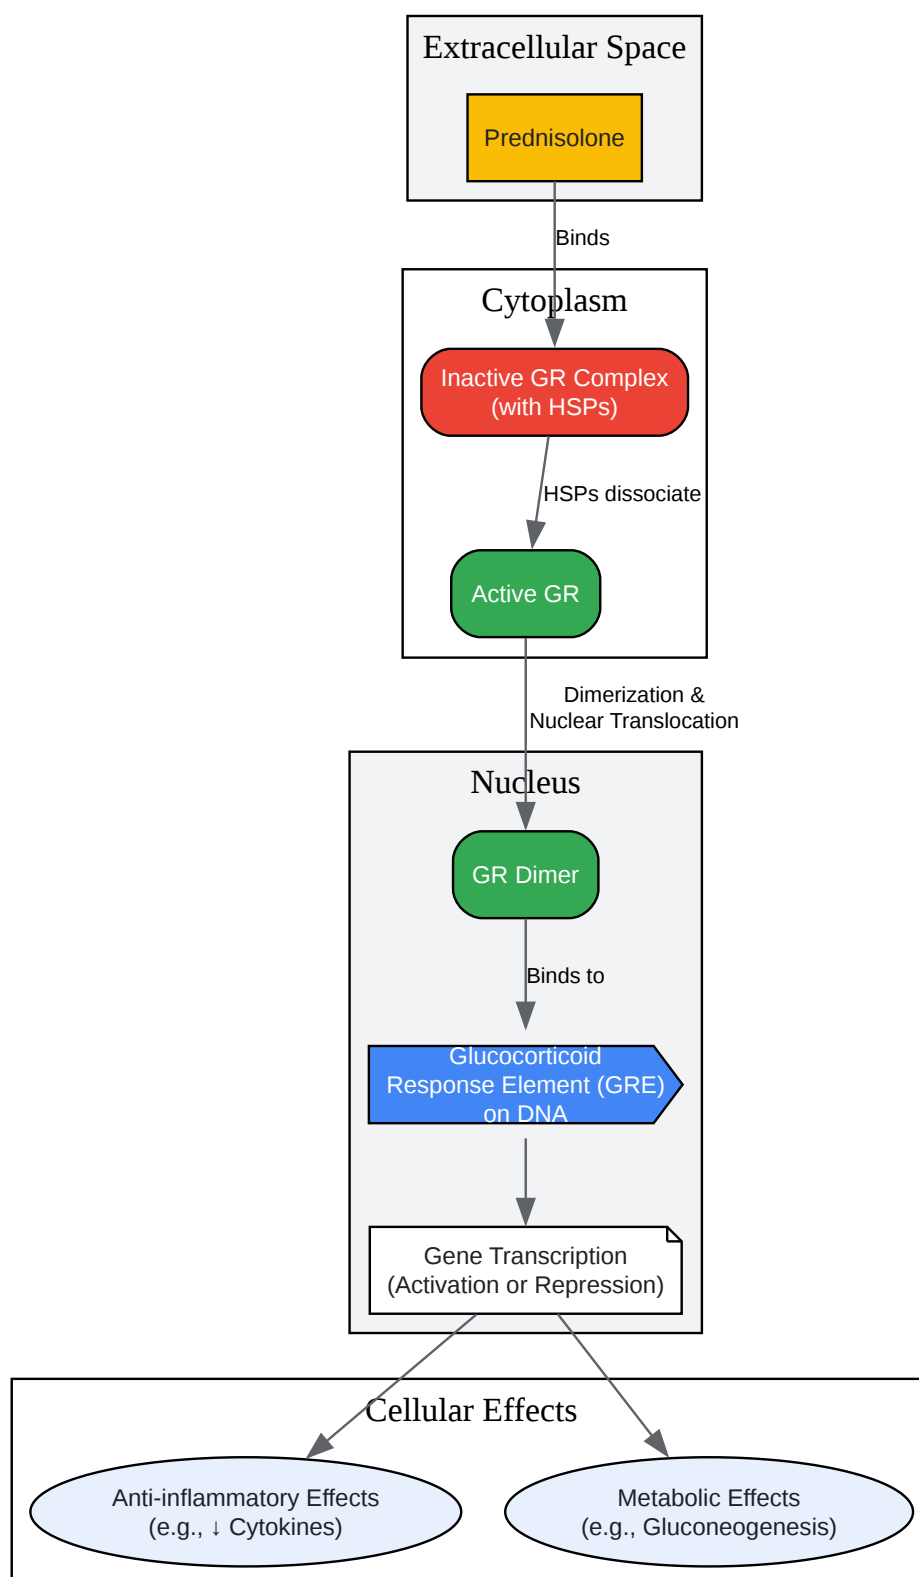 Extracellular Space
Prednisolone
Binds
Cytoplasm
Inactive GR Complex
(with HSPs)
HSPs dissociate
Active GR
Dimerization &
Nuclear Translocation
Nucleus
GR Dimer
Binds to
Glucocorticoid
Response Element (GRE)
on DNA
Gene Transcription
(Activation or Repression)
Cellular Effects
Anti-inflammatory Effects
(e.g., ↓ Cytokines)
Metabolic Effects
(e.g., Gluconeogenesis)